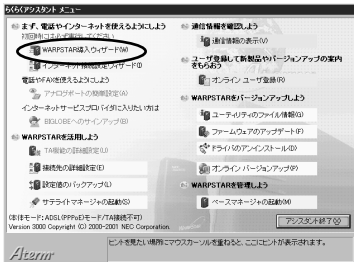 らくらくアシスタント メニュー
まず、電話やインターネットを使えるようにしよう
初回時には必ず実行してください
WARPSTAR導入ウィザード(W)
インターネット接続設定ウィザード(I)
電話やFAXを使えるようにしよう
アナログポートの簡単設定(A)
インターネットサービスプロバイダに入りたい方は
BIGLOBEへのサインアップ(B)
WARPSTARを活用しよう
TA機能の詳細設定(U)
接続先の詳細設定(E)
設定値のバックアップ(L)
サテライトマネージャの起動(S)
通信情報を確認しよう
通信情報の表示(V)
ユーザ登録して新製品やバージョンアップの案内をもらおう
オンライン ユーザ登録(R)
WARPSTARをバージョンアップしよう
ユーティリティのファイル情報(G)
ファームウェアのアップデート(F)
ドライバのアンインストール(D)
オンライン バージョンアップ(P)
WARPSTARを管理しよう
ベースマネージャの起動(M)
(本体モード:ADSL(PPPoE)モード/TA接続不可)
Version 3000 Copyright (C) 2000-2001 NEC Corporation.
アシスタント終了(X)
Aterm
ヒントを見たい場所にマウスカーソルを重ねると、ここにヒントが表示されます。